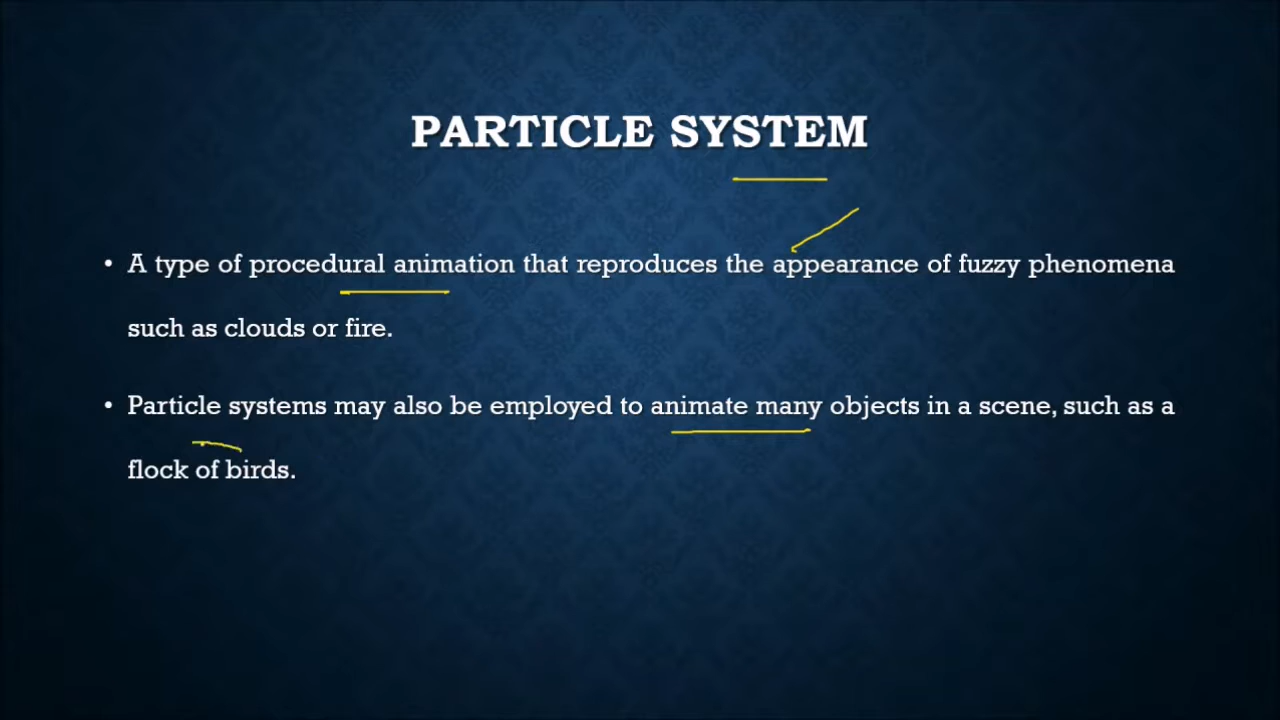 PARTICLE SYSTEM
• A type of procedural animation that reproduces the appearance of fuzzy phenomena
such as clouds or fire.
• Particle systems may also be employed to animate many objects in a scene, such as a
flock of birds.